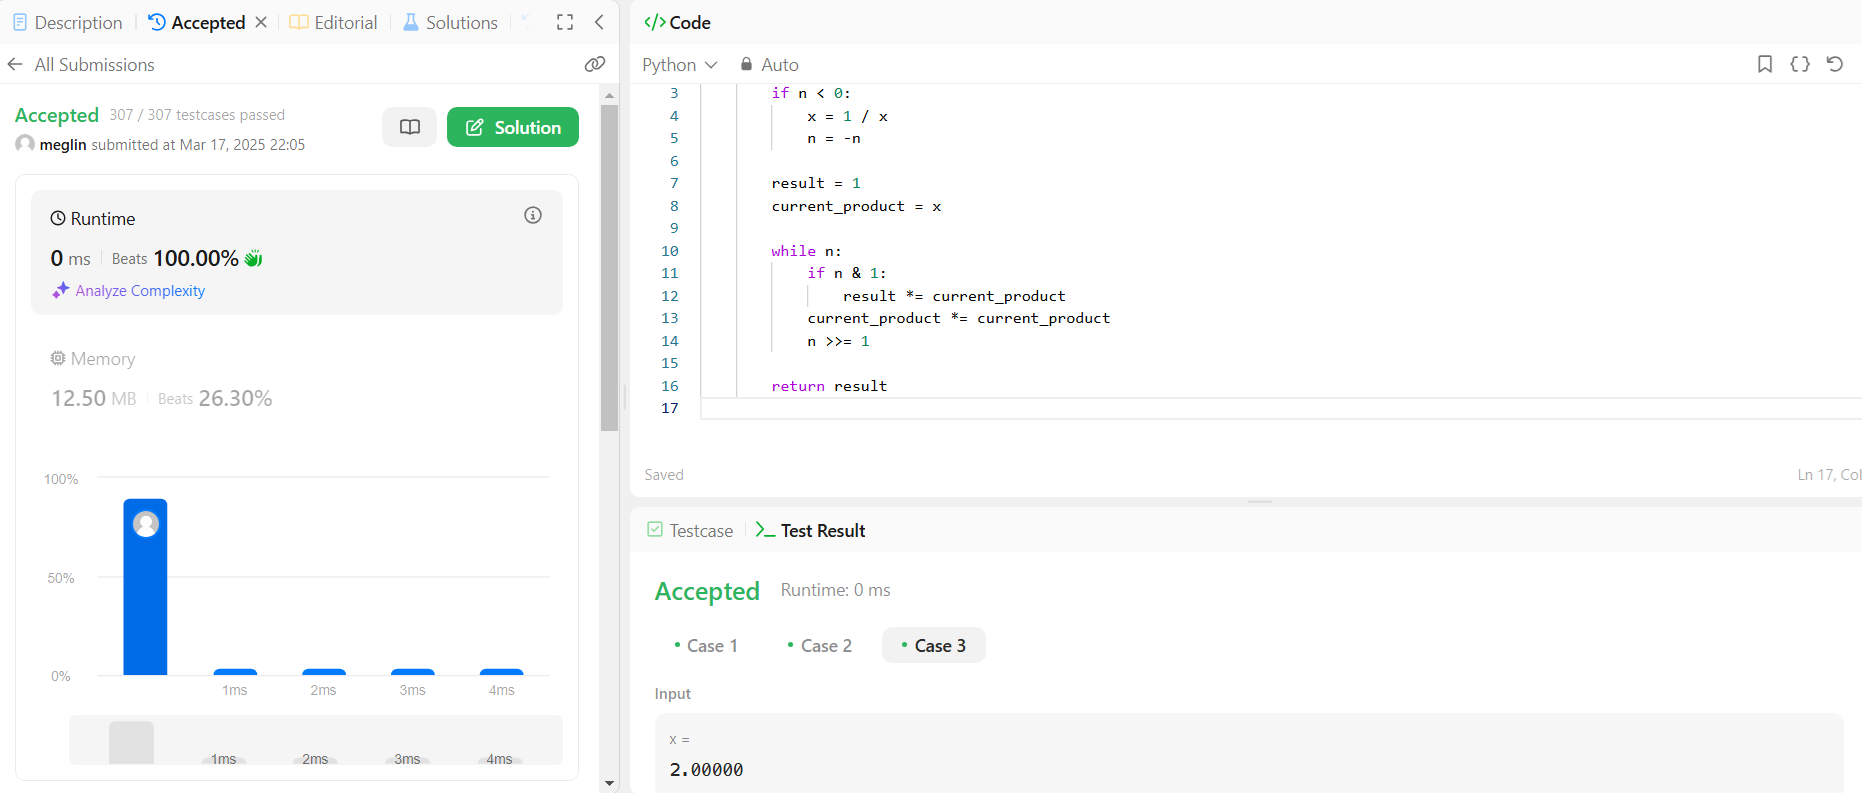 Description
Accepted
Editorial
Solutions
All Submissions
Accepted 307 / 307 testcases passed
meglin submitted at Mar 17, 2025 22:05
Solution
Runtime
0 ms Beats 100.00%
Analyze Complexity
Memory
12.50 MB Beats 26.30%
100%
50%
0%
1ms 2ms 3ms 4ms
1ms 2ms 3ms 4ms
</> Code
Python Auto
3 if n < 0:
4 x = 1 / x
5 n = -n
6
7 result = 1
8 current_product = x
9
10 while n:
11 if n & 1:
12 result *= current_product
13 current_product *= current_product
14 n >>= 1
15
16 return result
17
Saved
Ln 17, Col
Testcase
Test Result
Accepted Runtime: 0 ms
Case 1 Case 2 Case 3
Input
x =
2.00000